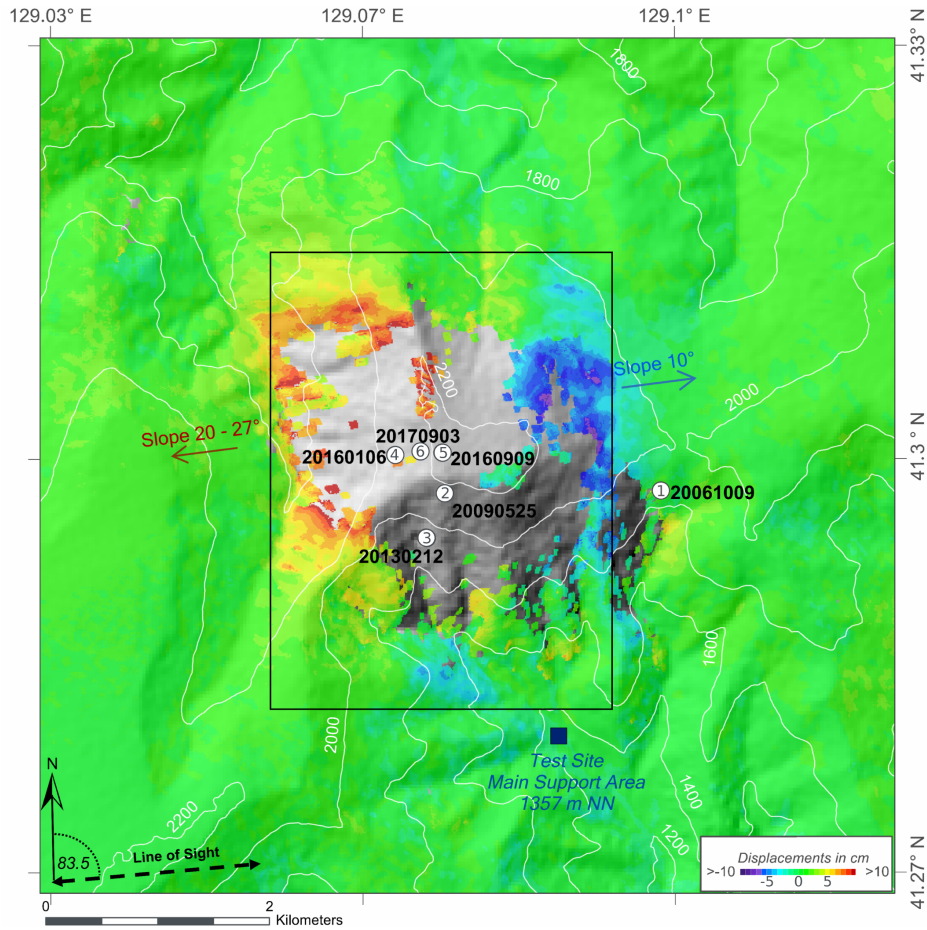 129.03° E
129.07° E
129.1° E
41.33° N
1800
1800
2200
Slope 10°
2000
Slope 20 - 27°
20170903
20160106
4
6
5
20160909
41.3 ° N
2
20090525
1
20061009
3
20130212
1600
2000
Test Site
Main Support Area
1357 m NN
1400
1200
2200
N
83.5
Line of Sight
Displacements in cm
>-10
-5
0
5
>10
41.27° N
0
2
Kilometers